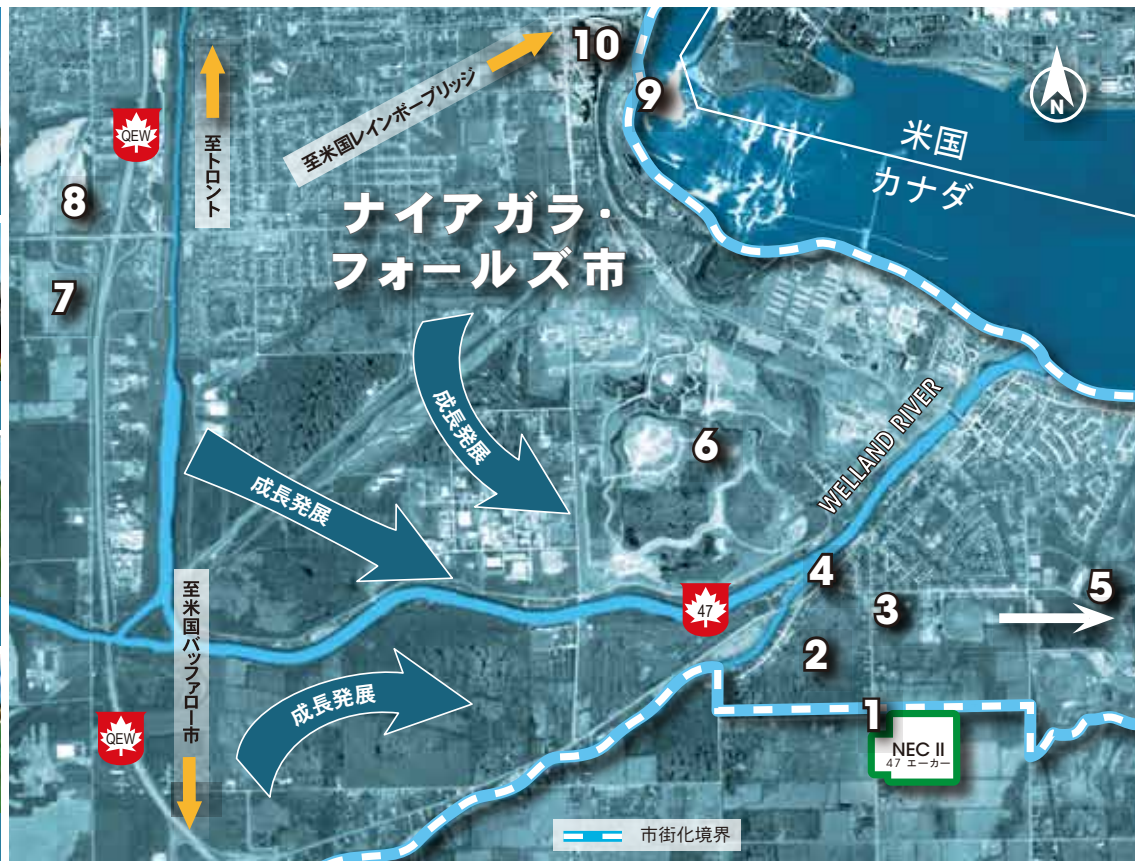 10
9
N
米国
カナダ
QEW
至トロント
至米国レインボーブリッジ
8
ナイアガラ・
フォールズ市
7
成長発展
成長発展
6
WELLAND RIVER
4
5
47
3
至米国バッファロー市
2
成長発展
1
QEW
NEC II
47 エーカー
市街化境界